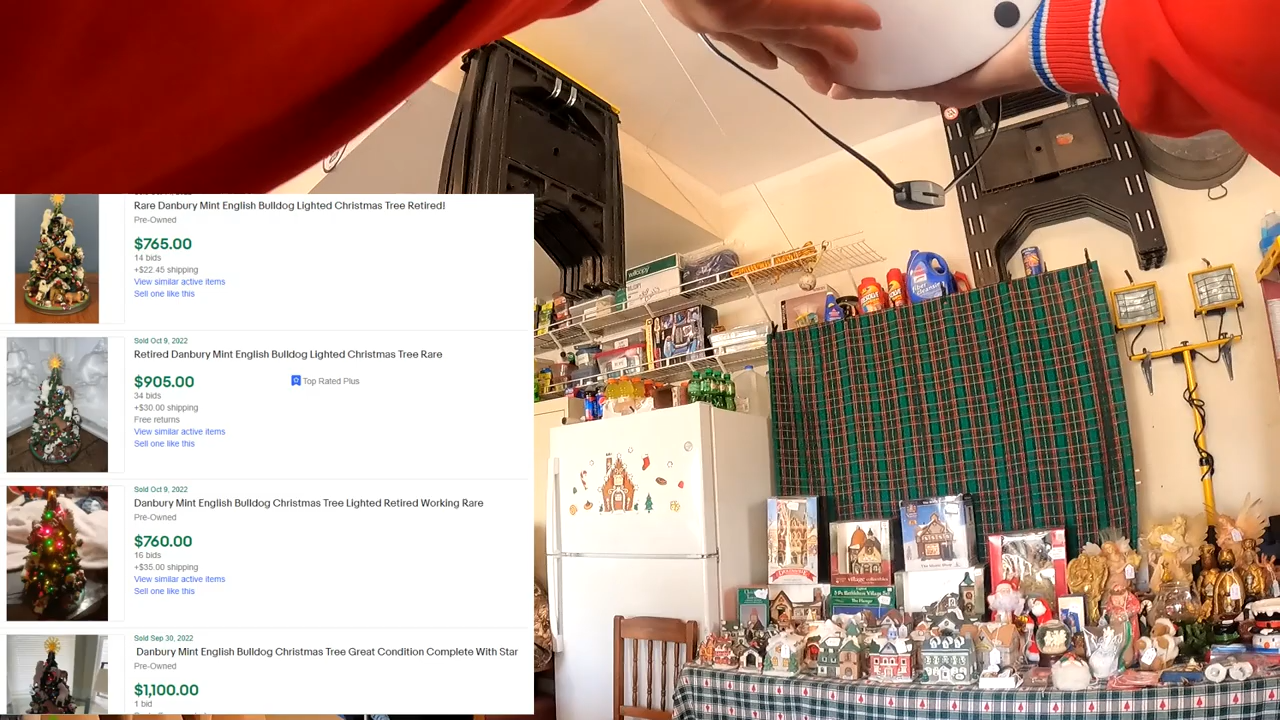 Rare Danbury Mint English Bulldog Lighted Christmas Tree Retired!
Pre-Owned
$765.00
14 bids
+$22.45 shipping
View similar active items
Sell one like this
Sold Oct 9, 2022
Retired Danbury Mint English Bulldog Lighted Christmas Tree Rare
$905.00
Top Rated Plus
34 bids
+$30.00 shipping
Free returns
View similar active items
Sell one like this
Sold Oct 9, 2022
Danbury Mint English Bulldog Christmas Tree Lighted Retired Working Rare
Pre-Owned
$760.00
16 bids
+$35.00 shipping
View similar active items
Sell one like this
Sold Sep 30, 2022
Danbury Mint English Bulldog Christmas Tree Great Condition Complete With Star
Pre-Owned
$1,100.00
1 bid
village collectibles